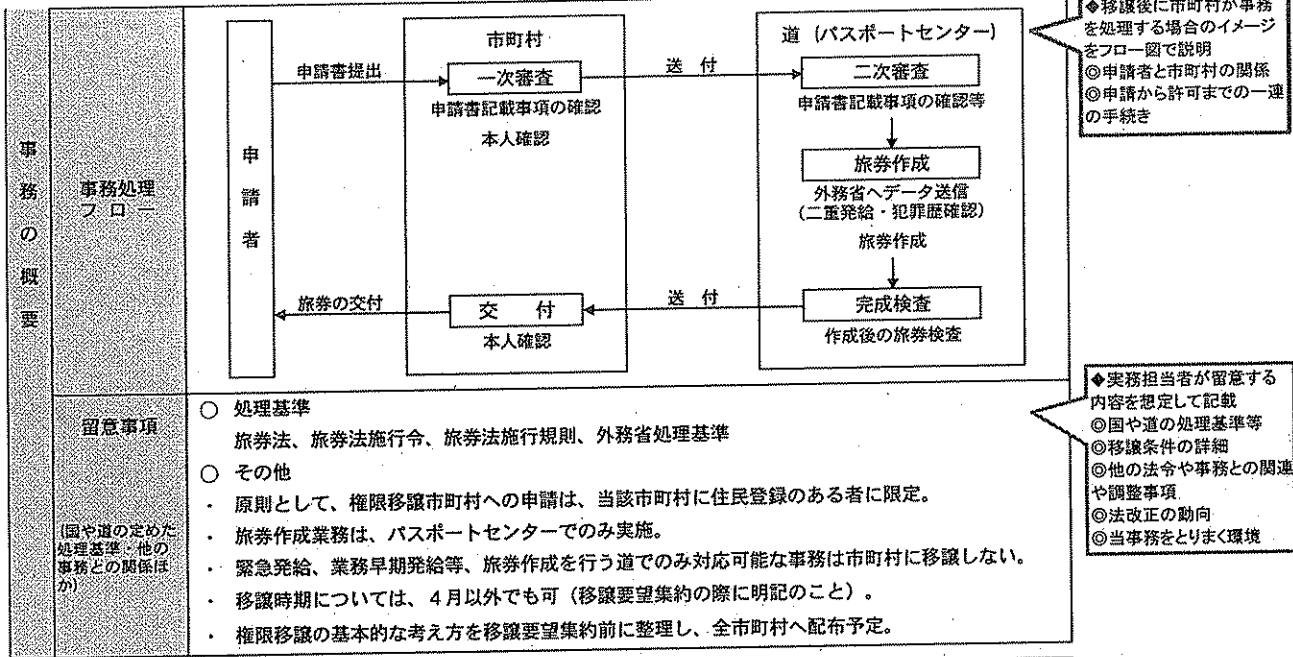 事務の概要
事務処理
フロー
申請者
申請書提出
市町村
一次審査
申請書記載事項の確認
本人確認
送　付
道（パスポートセンター）
二次審査
申請書記載事項の確認等
旅券作成
外務省へデータ送信
（二重発給・犯罪歴確認）
旅券作成
完成検査
作成後の旅券検査
送　付
交　付
本人確認
旅券の交付
◆移譲後に市町村が事務
を処理する場合のイメージ
をフロー図で説明
◎申請者と市町村の関係
◎申請から許可までの一連
の手続き
留意事項
（国や道の定めた
処理基準・他の
事務との関係ほ
か）
○ 処理基準
旅券法、旅券法施行令、旅券法施行規則、外務省処理基準
○ その他
・ 原則として、権限移譲市町村への申請は、当該市町村に住民登録のある者に限定。
・ 旅券作成業務は、パスポートセンターでのみ実施。
・ 緊急発給、業務早期発給等、旅券作成を行う道でのみ対応可能な事務は市町村に移譲しない。
・ 移譲時期については、４月以外でも可（移譲要望集約の際に明記のこと）。
・ 権限移譲の基本的な考え方を移譲要望集約前に整理し、全市町村へ配布予定。
◆実務担当者が留意する
内容を想定して記載
◎国や道の処理基準等
◎移譲条件の詳細
◎他の法令や事務との関連
や調整事項
◎法改正の動向
◎当事務をとりまく環境